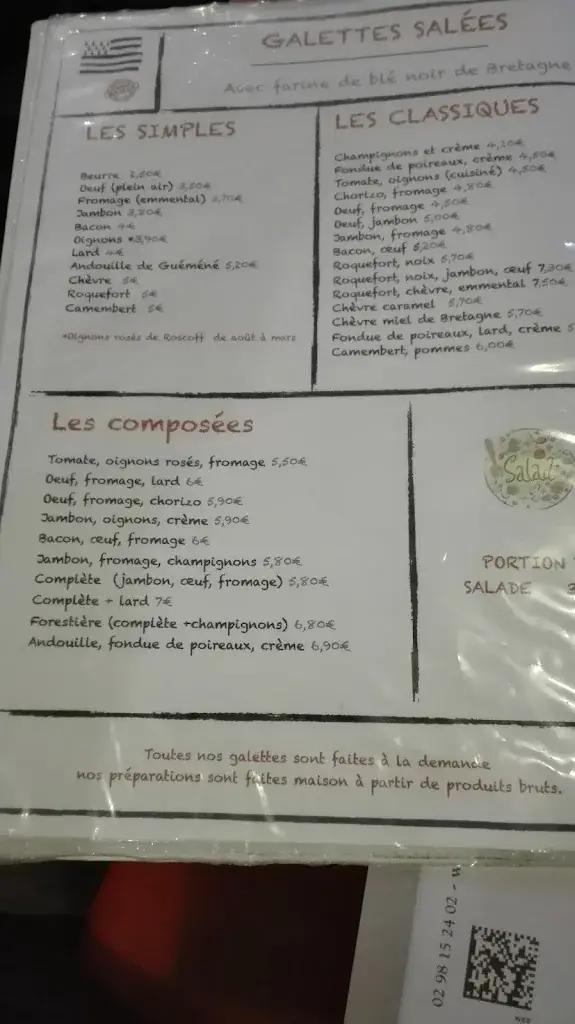 GALETTES SALÉES
Avec farine de blé noir de Bretagne
LES SIMPLES
Beurre 2,50€
Oeuf (plein air) 3,50€
Fromage (emmental) 3,70€
Jambon 3,80€
Bacon 4€
Oignons *3,90€
Lard 4€
Andouille de Guéméné 5,20€
Chèvre 5€
Roquefort 5€
Camembert 5€
*Oignons rosés de Roscoff de août à mars
LES CLASSIQUES
Champignons et crème 4,20€
Fondue de poireaux, crème 4,50€
Tomate, oignons (cuisiné) 4,50€
Chorizo, fromage 4,80€
Oeuf, fromage 4,50€
Oeuf, jambon 5,00€
Jambon, fromage 4,80€
Bacon, œuf 5,20€
Roquefort, noix 5,70€
Roquefort, noix, jambon, œuf 7,30€
Roquefort, chèvre, emmental 7,50€
Chèvre caramel 5,70€
Chèvre miel de Bretagne 5,70€
Fondue de poireaux, lard, crème
Camembert, pommes 6,00€
Les composées
Tomate, oignons rosés, fromage 5,50€
Oeuf, fromage, lard 6€
Oeuf, fromage, chorizo 5,90€
Jambon, oignons, crème 5,90€
Bacon, œuf, fromage 6€
Jambon, fromage, champignons 5,80€
Complète (jambon, œuf, fromage) 5,80€
Complète + lard 7€
Forestière (complète +champignons) 6,80€
Andouille, fondue de poireaux, crème 6,90€
Salad
PORTION
SALADE
Toutes nos galettes sont faites à la demande
nos préparations sont faites maison à partir de produits bruts.
02 98 15 24 02 -